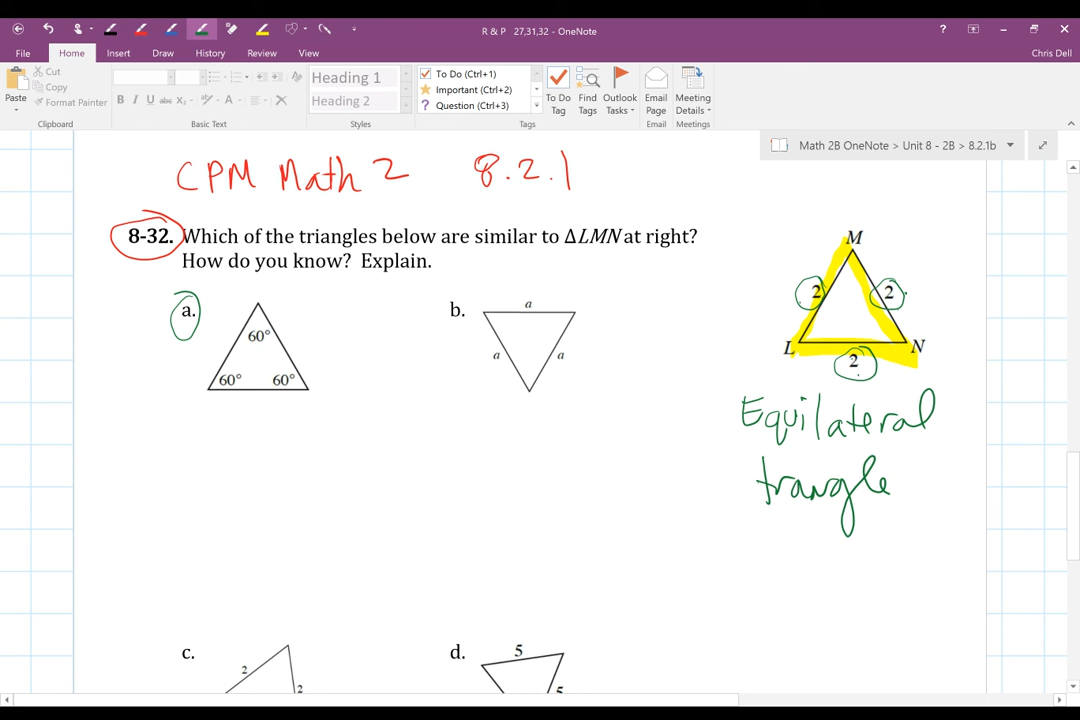 R & P 27,31,32 - OneNote
File Home Insert Draw History Review View
Chris Dell
Paste
Cut
Copy
Format Painter
Clipboard
B I U abc X₂ A
Basic Text
Heading 1
Heading 2
Styles
To Do (Ctrl+1)
Important (Ctrl+2)
Question (Ctrl+3)
To Do Tag
Find Tags
Outlook Tasks
Tags
Email Page
Email
Meeting Details
Meetings
Math 2B OneNote > Unit 8 - 2B > 8.2.1b
CPM Math 2 8.2.1
8-32. Which of the triangles below are similar to ΔLMN at right?
How do you know? Explain.
M
2 2
L N
2
a.
60°
60° 60°
b.
a
a a
Equilateral
trangle
c.
2
2
d.
5
5